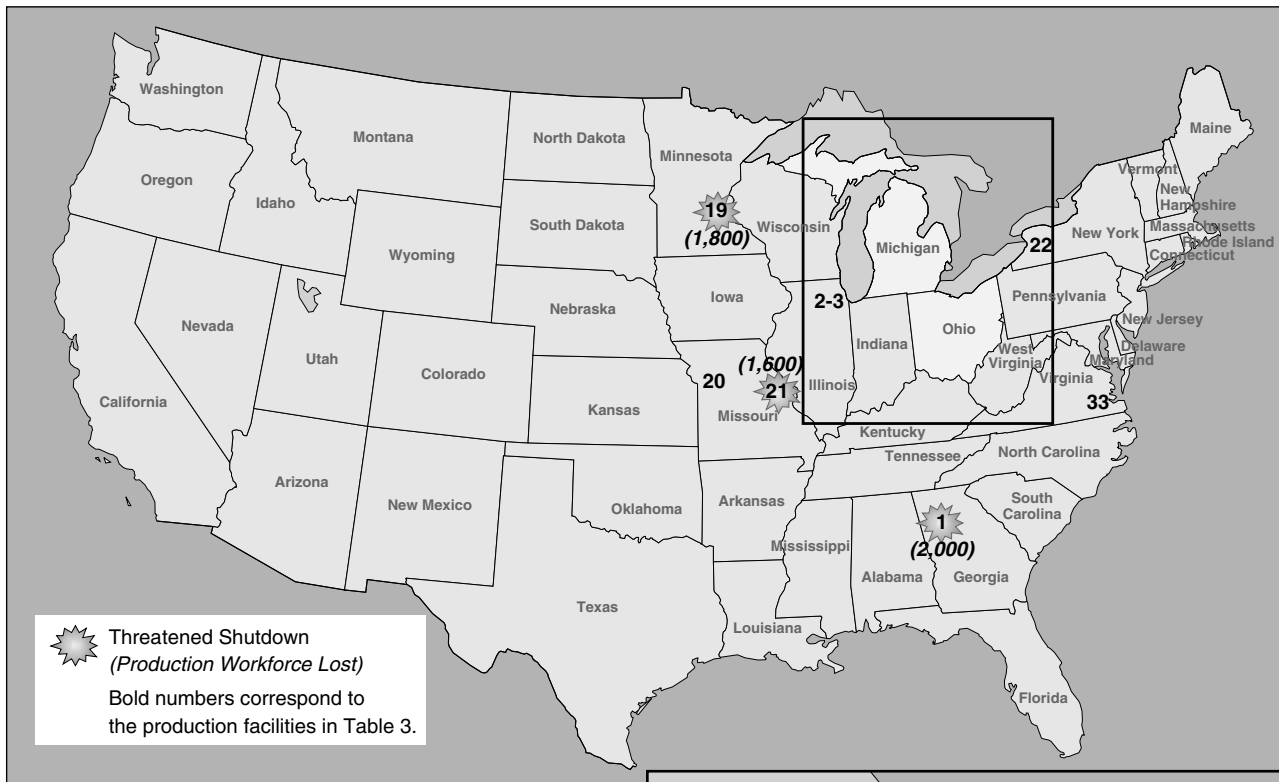 Washington
Montana
North Dakota
Minnesota
Maine
Oregon
Idaho
Vermont
New
Hampshire
South Dakota
19
(1,800)
Wisconsin
Michigan
22
New York
Massachusetts
Rhode Island
Connecticut
Wyoming
Iowa
2-3
Pennsylvania
Nebraska
Nevada
Utah
Colorado
Ohio
Indiana
New Jersey
Delaware
Maryland
West
Virginia
Virginia
33
(1,600)
20
21
Illinois
Missouri
California
Kansas
Kentucky
Tennessee
North Carolina
Arizona
New Mexico
Oklahoma
Arkansas
South
Carolina
1
(2,000)
Mississippi
Alabama
Georgia
Texas
Louisiana
Florida
Threatened Shutdown
(Production Workforce Lost)
Bold numbers correspond to
the production facilities in Table 3.